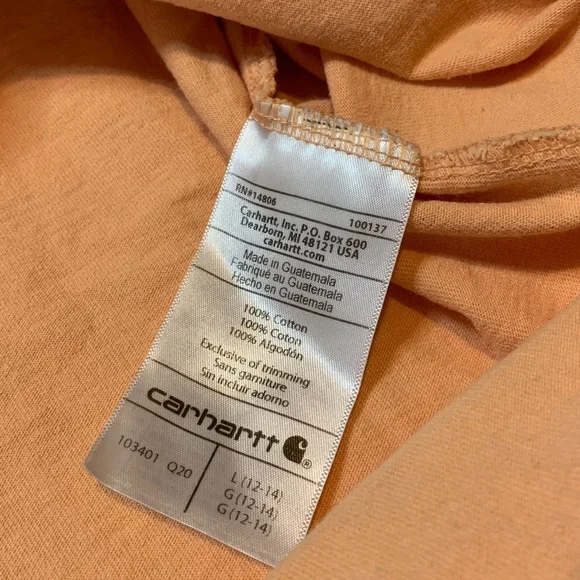 RN#14806 100137
Carhartt, Inc. P.O. Box 600
Dearborn, MI 48121 USA
carhartt.com
Made in Guatemala
Fabriqué au Guatemala
Hecho en Guatemala
100% Cotton
100% Coton
100% Algodón
Exclusive of trimming
Sans garniture
Sin incluir adorno
carhartt ®
103401 Q20
L (12-14)
G (12-14)
G (12-14)